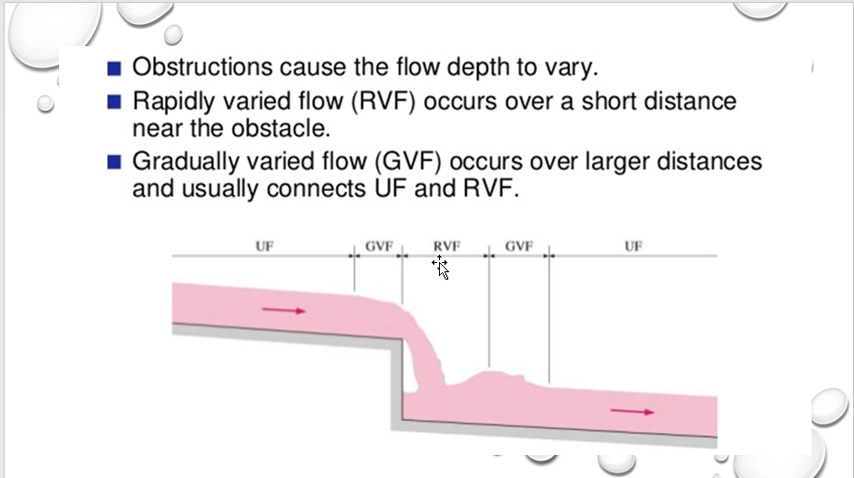 Obstructions cause the flow depth to vary.
Rapidly varied flow (RVF) occurs over a short distance
near the obstacle.
Gradually varied flow (GVF) occurs over larger distances
and usually connects UF and RVF.
UF GVF RVF GVF UF